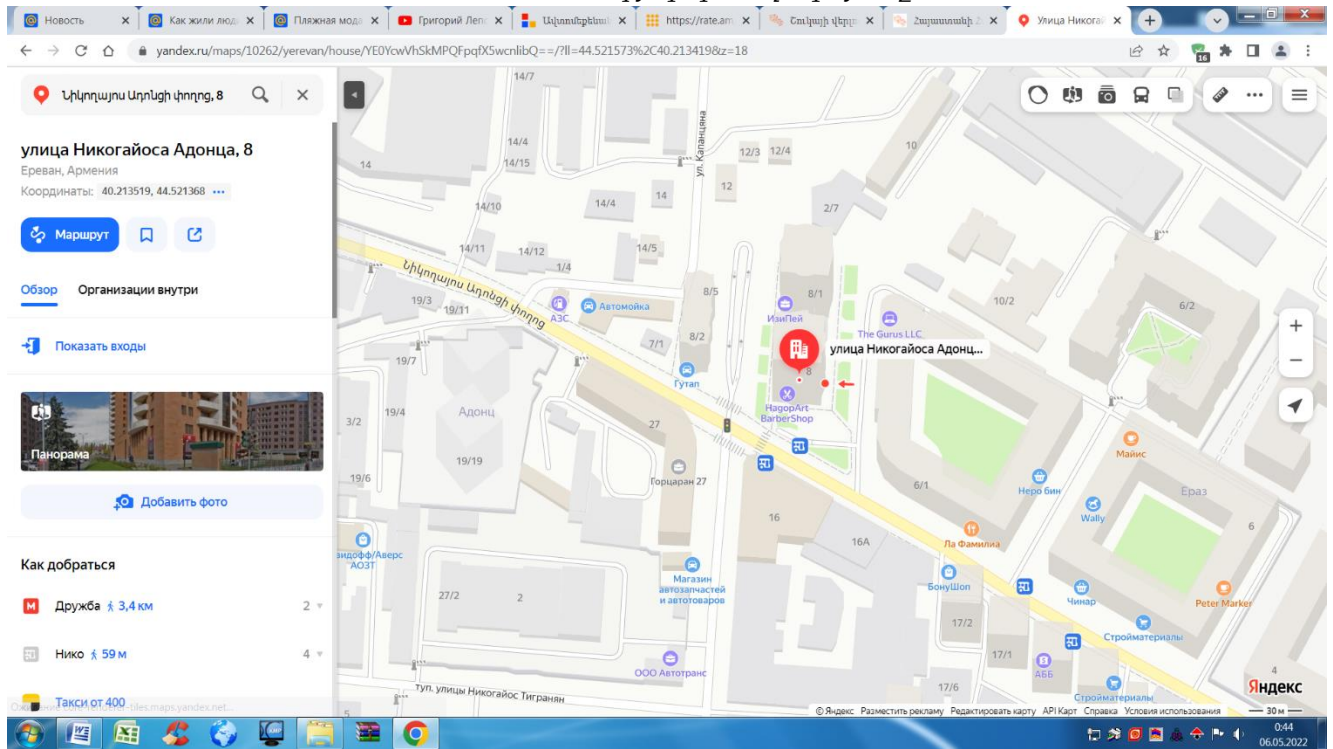 Новость
Как жили люд
Пляжная мода
Григорий Леп
https://rate.am
Улица Никога
yandex.ru/maps/10262/yerevan/house/YE0YcwVhSkMPQFpqfX5wcnlibQ==/?ll=44.521573%2C40.213419&z=18
16
Նիկողայոս Ադոնցի փողոց, 8
улица Никогайоса Адонца, 8
Ереван, Армения
Координаты: 40.213519, 44.521368
Маршрут
Обзор
Организации внутри
Показать входы
Панорама
Добавить фото
Как добраться
Дружба 3,4 км
2
Нико 59 м
4
Такси от 400
14/7
ул. Капанцяна
14/4
14/15
12/3
12/4
10
14
12
14
14/4
14/10
2/7
14/11
14/12
14/5
1/4
Նիկողայոս Ադոնցի փողոց
19/3
19/11
АЗС
Автомойка
8/5
8/1
10/2
6/2
ИзиПей
The Gurus LLC
8/2
7/1
улица Никогайоса Адонц...
19/7
8
Гутап
3/2
19/4
Адонц
HagopArt
BarberShop
27
Майис
19/19
19/6
Горцаран 27
6/1
Неро бин
Ераз
Wally
6
16
16А
Ла Фамилиа
зидофф/Аверс
АОЗТ
Магазин
автозапчастей
и автотоваров
БонуШоп
27/2
2
Чинар
Peter Marker
17/2
Стройматериалы
17/1
АББ
ООО Автотранс
4
17/6
Стройматериалы
туп. улицы Никогайос Тигранян
5
Яндекс
© Яндекс Разместить рекламу Редактировать карту API Карт Справка Условия использования
30 м
0:44
06.05.2022